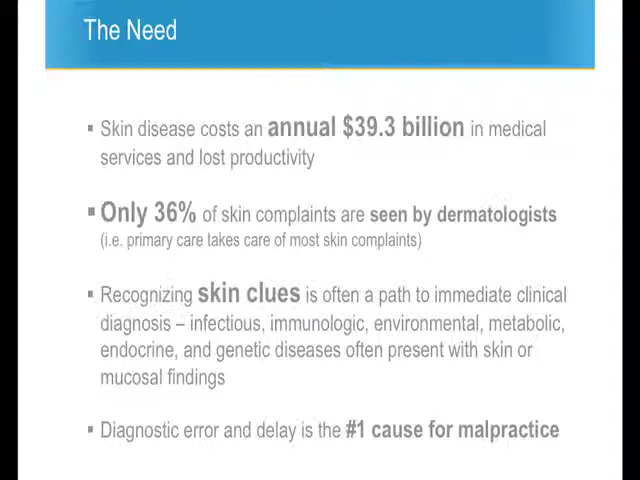 The Need
▪ Skin disease costs an annual $39.3 billion in medical
services and lost productivity
▪ Only 36% of skin complaints are seen by dermatologists
(i.e. primary care takes care of most skin complaints)
▪ Recognizing skin clues is often a path to immediate clinical
diagnosis – infectious, immunologic, environmental, metabolic,
endocrine, and genetic diseases often present with skin or
mucosal findings
▪ Diagnostic error and delay is the #1 cause for malpractice